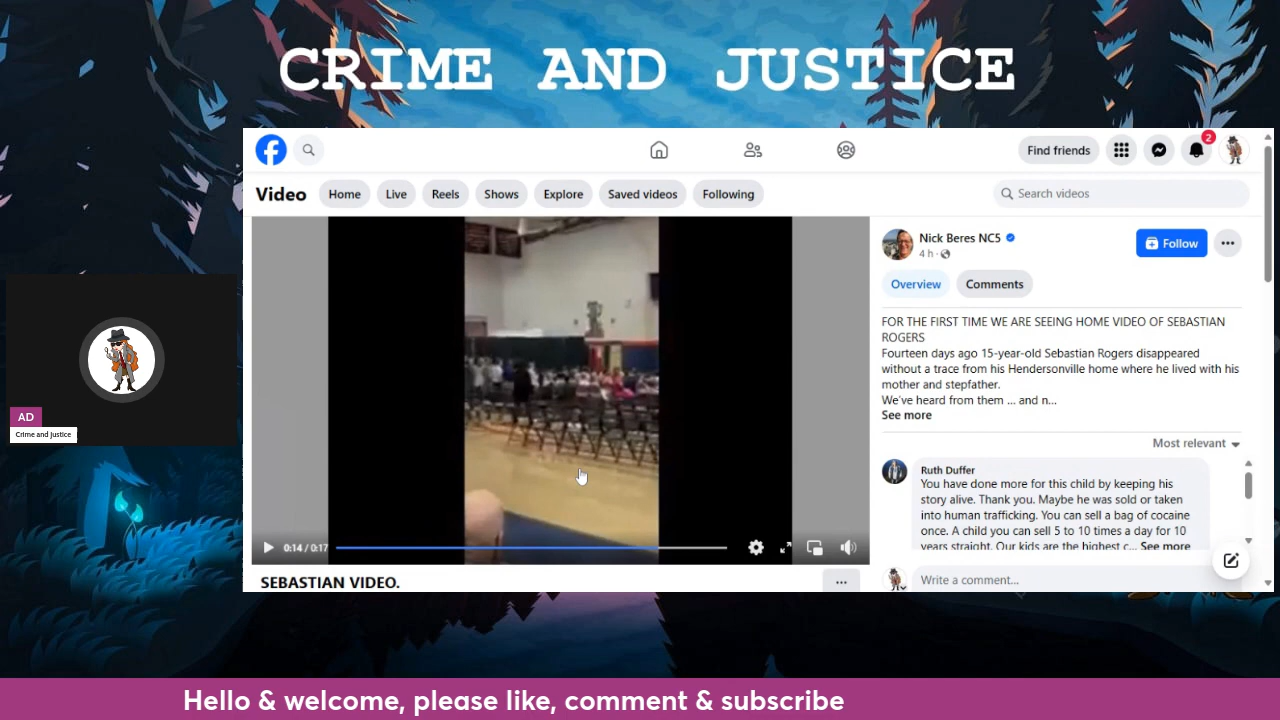 CRIME AND JUSTICE
Find friends
2
Video
Home
Live
Reels
Shows
Explore
Saved videos
Following
Search videos
Nick Beres NC5
Follow
4 h
Overview
Comments
FOR THE FIRST TIME WE ARE SEEING HOME VIDEO OF SEBASTIAN
ROGERS
Fourteen days ago 15-year-old Sebastian Rogers disappeared
without a trace from his Hendersonville home where he lived with his
mother and stepfather.
We've heard from them ... and n...
See more
Most relevant
Ruth Duffer
You have done more for this child by keeping his
story alive. Thank you. Maybe he was sold or taken
into human trafficking. You can sell a bag of cocaine
once. A child you can sell 5 to 10 times a day for 10
years straight. Our kids are the highest c... See more
Write a comment...
0:14 / 0:17
SEBASTIAN VIDEO.
AD
Crime and justice
Hello & welcome, please like, comment & subscribe